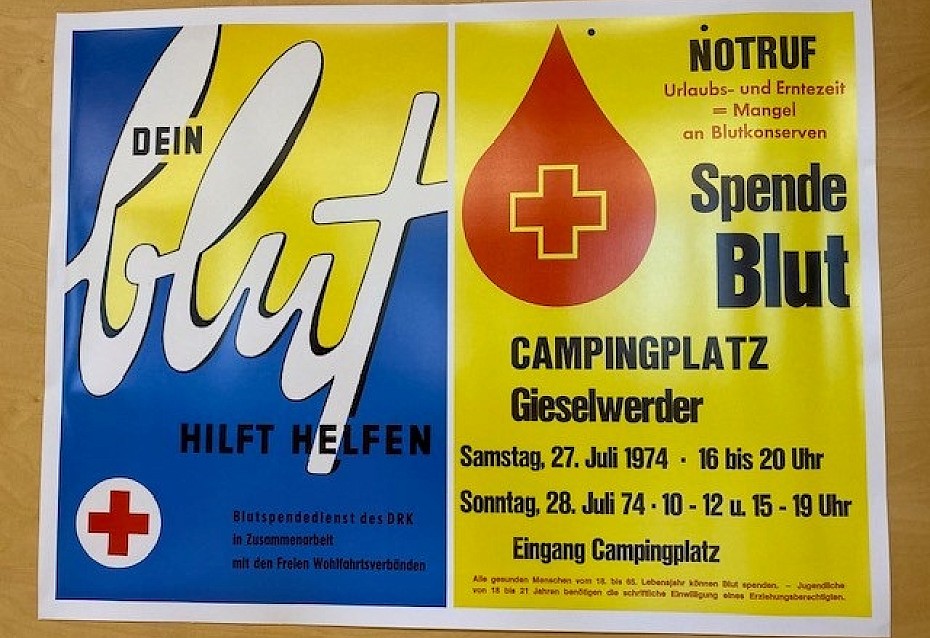 DEIN
blut
HILFT HELFEN
Blutspendedienst des DRK
in Zusammenarbeit
mit den Freien Wohlfahrtsverbänden
NOTRUF
Urlaubs- und Erntezeit
= Mangel
an Blutkonserven
Spende
Blut
CAMPINGPLATZ
Gieselwerder
Samstag, 27. Juli 1974 · 16 bis 20 Uhr
Sonntag, 28. Juli 74 · 10 - 12 u. 15 - 19 Uhr
Eingang Campingplatz
Alle gesunden Menschen vom 18. bis 65. Lebensjahr können Blut spenden. – Jugendliche
von 18 bis 21 Jahren benötigen die schriftliche Einwilligung eines Erziehungsberechtigten.